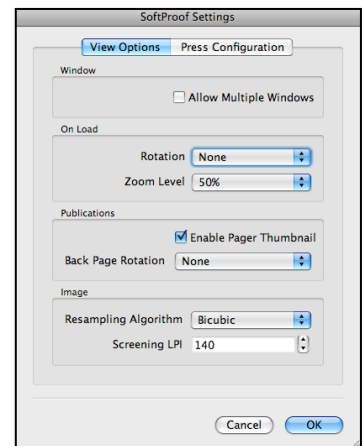 SoftProof Settings
View Options Press Configuration
Window
Allow Multiple Windows
On Load
Rotation None
Zoom Level 50%
Publications
Enable Pager Thumbnail
Back Page Rotation None
Image
Resampling Algorithm Bicubic
Screening LPI 140
Cancel OK